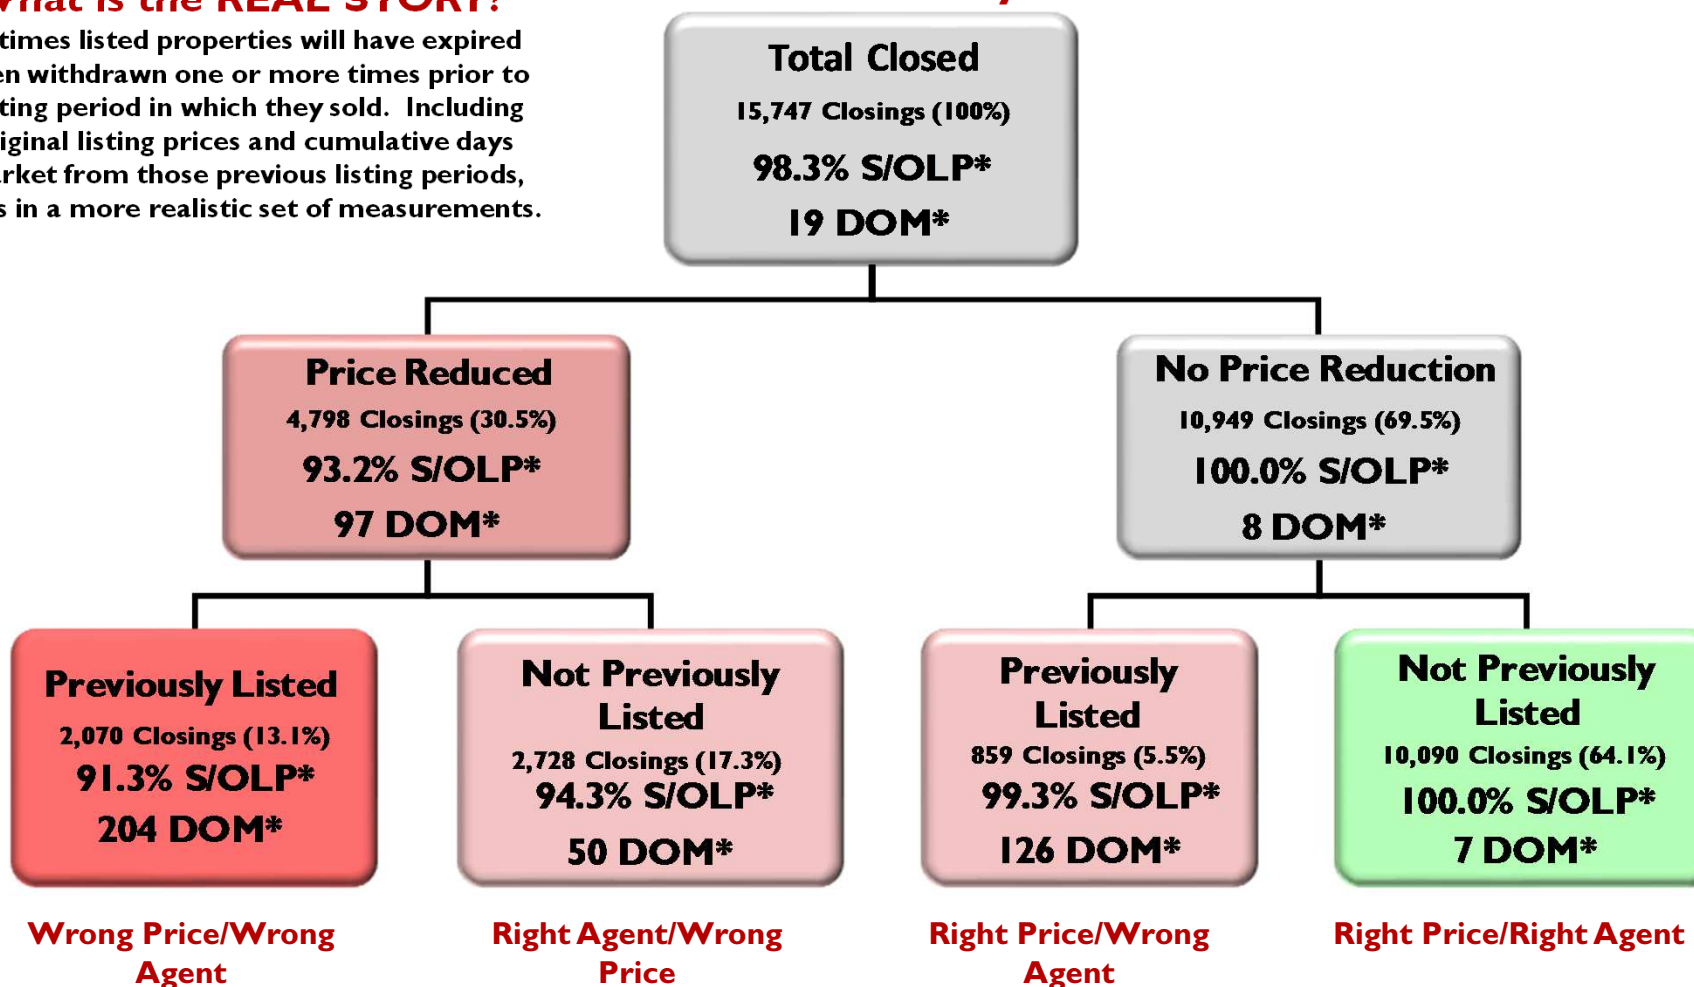 What is the REAL STORY?
times listed properties will have expired
en withdrawn one or more times prior to
ting period in which they sold. Including
iginal listing prices and cumulative days
rket from those previous listing periods,
s in a more realistic set of measurements.
Total Closed
15,747 Closings (100%)
98.3% S/OLP*
19 DOM*
Price Reduced
4,798 Closings (30.5%)
93.2% S/OLP*
97 DOM*
No Price Reduction
10,949 Closings (69.5%)
100.0% S/OLP*
8 DOM*
Previously Listed
2,070 Closings (13.1%)
91.3% S/OLP*
204 DOM*
Not Previously
Listed
2,728 Closings (17.3%)
94.3% S/OLP*
50 DOM*
Previously
Listed
859 Closings (5.5%)
99.3% S/OLP*
126 DOM*
Not Previously
Listed
10,090 Closings (64.1%)
100.0% S/OLP*
7 DOM*
Wrong Price/Wrong
Agent
Right Agent/Wrong
Price
Right Price/Wrong
Agent
Right Price/Right Agent